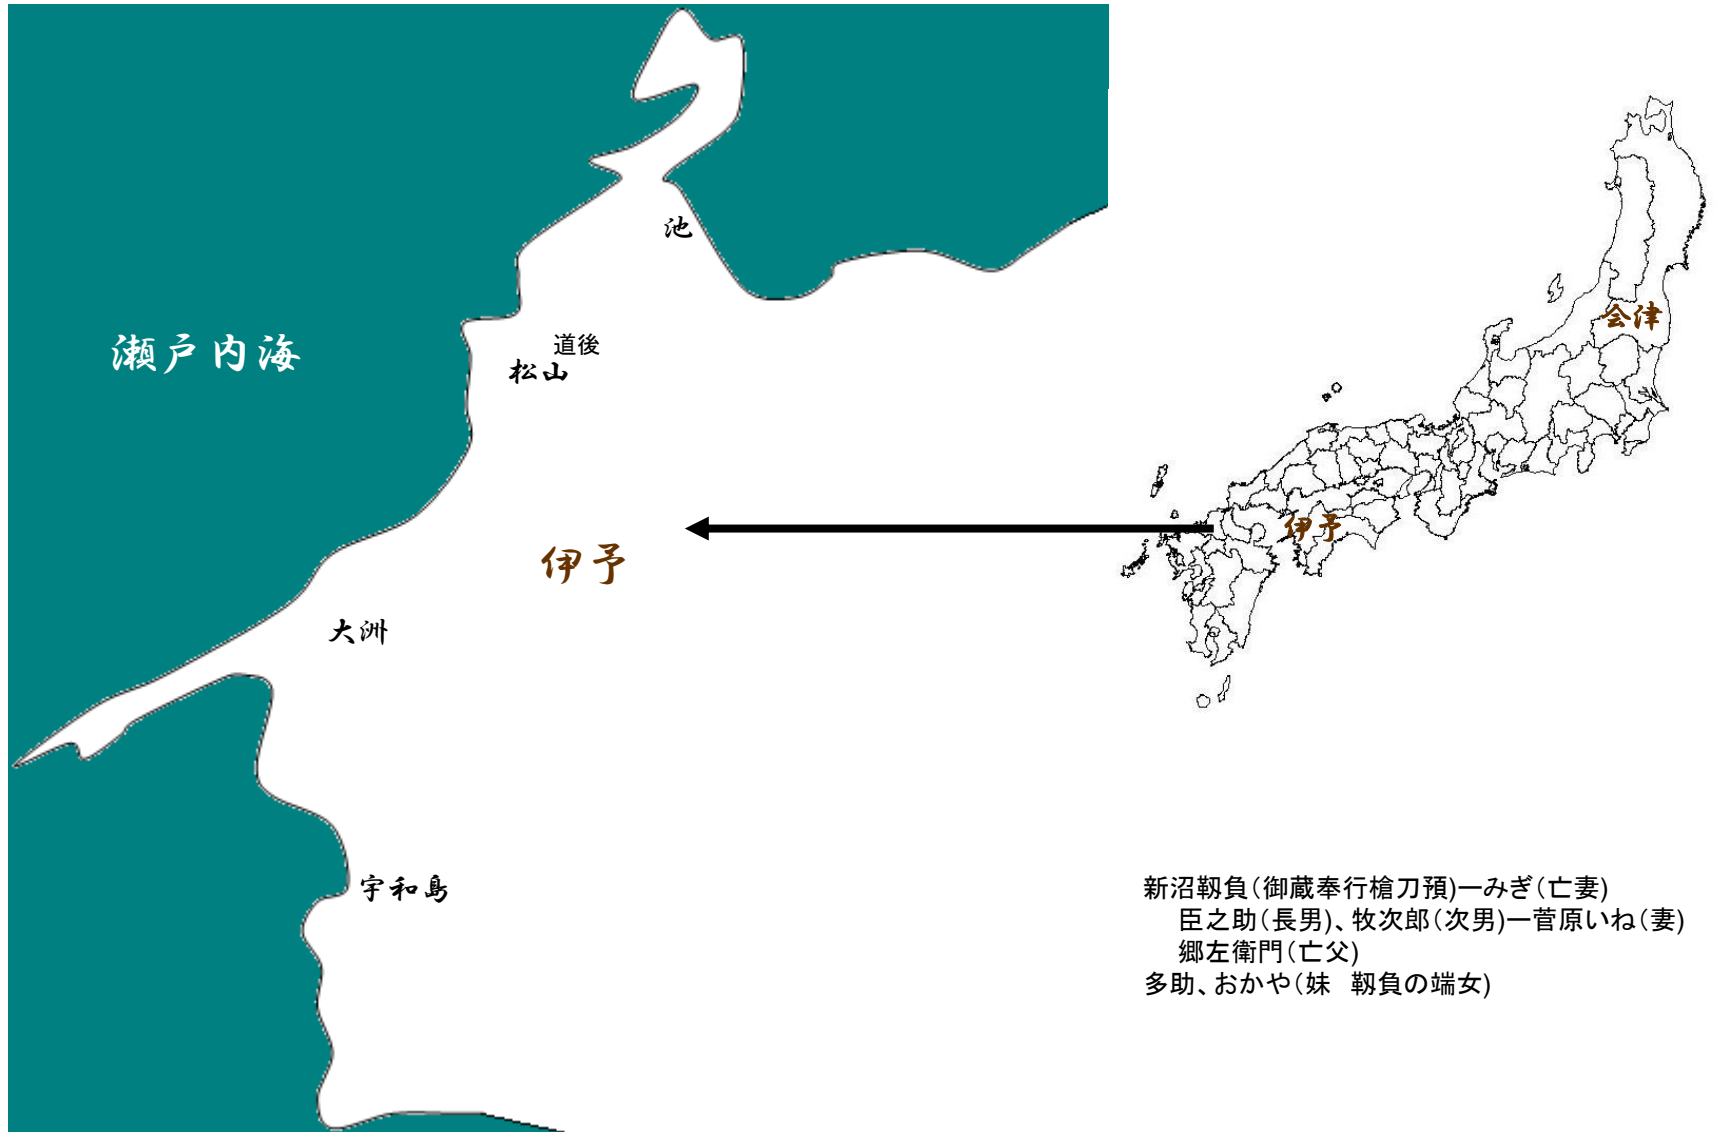 池
瀬戸内海
道後
松山
伊予
大洲
宇和島
会津
伊予
新沼靱負(御蔵奉行槍刀預)ーみぎ(亡妻)
臣之助(長男)、牧次郎(次男)ー菅原いね(妻)
郷左衛門(亡父)
多助、おかや(妹　靱負の端女)